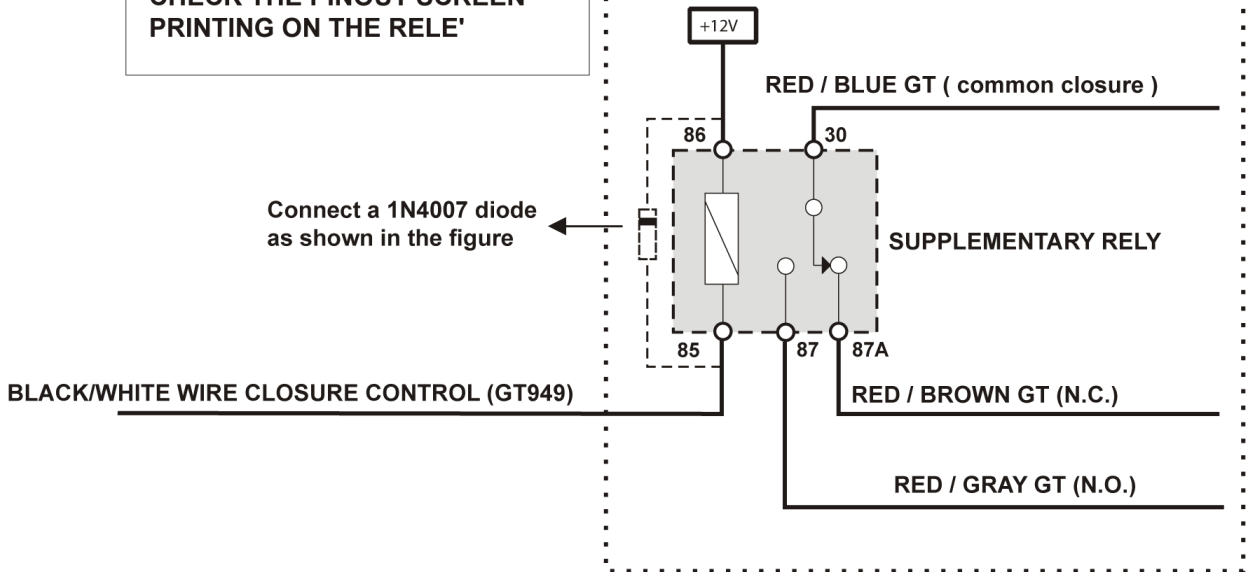 PRINTING ON THE RELE'
+12V
RED / BLUE GT ( common closure )
86
30
Connect a 1N4007 diode
as shown in the figure
SUPPLEMENTARY RELY
85
87
87A
BLACK/WHITE WIRE CLOSURE CONTROL (GT949)
RED / BROWN GT (N.C.)
RED / GRAY GT (N.O.)